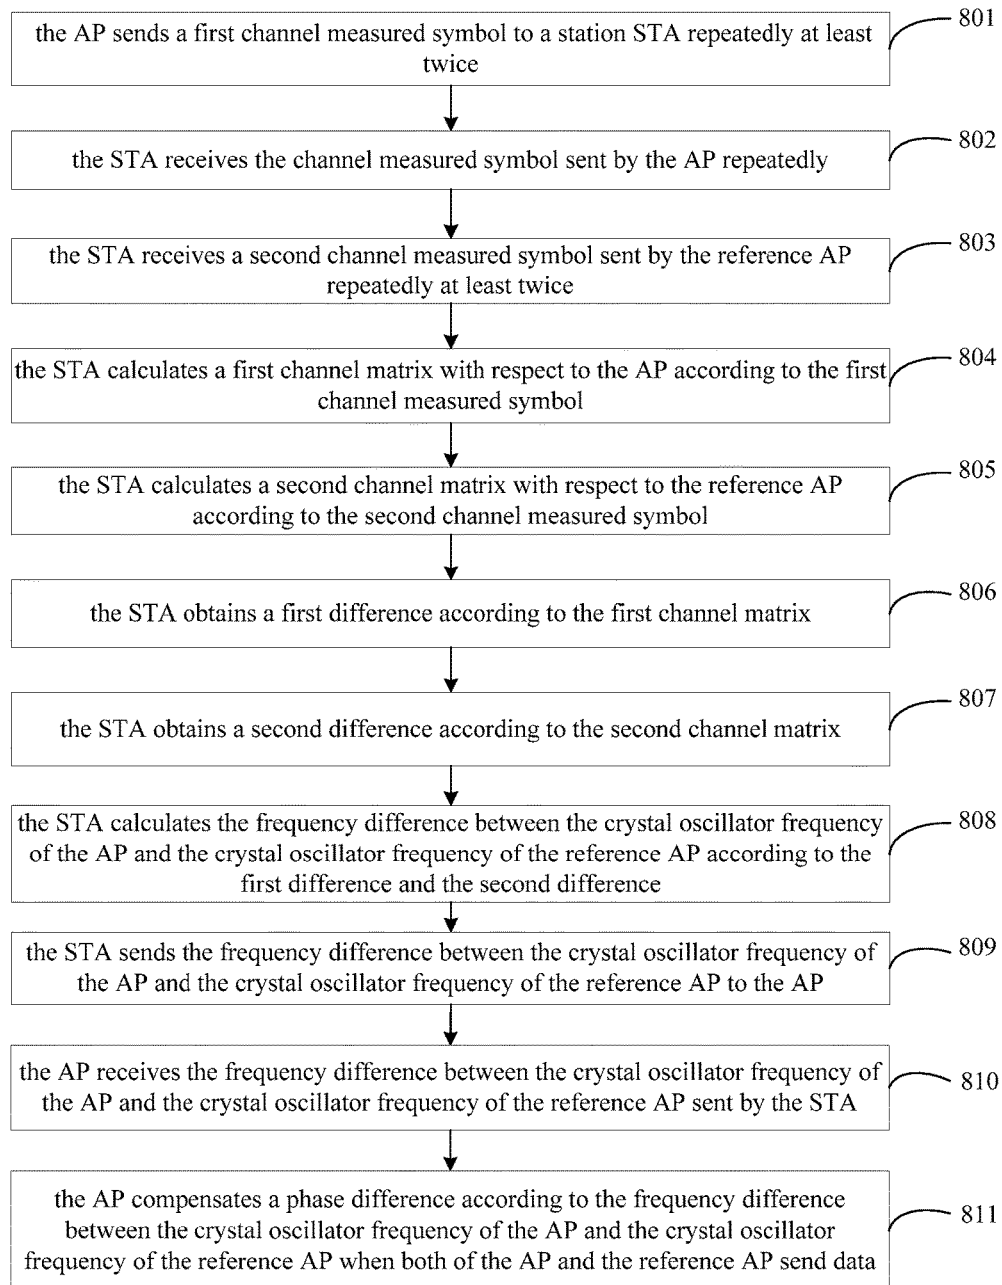 the AP sends a first channel measured symbol to a station STA repeatedly at least
twice
801
the STA receives the channel measured symbol sent by the AP repeatedly
802
the STA receives a second channel measured symbol sent by the reference AP
repeatedly at least twice
803
the STA calculates a first channel matrix with respect to the AP according to the first
channel measured symbol
804
the STA calculates a second channel matrix with respect to the reference AP
according to the second channel measured symbol
805
the STA obtains a first difference according to the first channel matrix
806
the STA obtains a second difference according to the second channel matrix
807
the STA calculates the frequency difference between the crystal oscillator frequency
of the AP and the crystal oscillator frequency of the reference AP according to the
first difference and the second difference
808
the STA sends the frequency difference between the crystal oscillator frequency of
the AP and the crystal oscillator frequency of the reference AP to the AP
809
the AP receives the frequency difference between the crystal oscillator frequency of
the AP and the crystal oscillator frequency of the reference AP sent by the STA
810
the AP compensates a phase difference according to the frequency difference
between the crystal oscillator frequency of the AP and the crystal oscillator
frequency of the reference AP when both of the AP and the reference AP send data
811